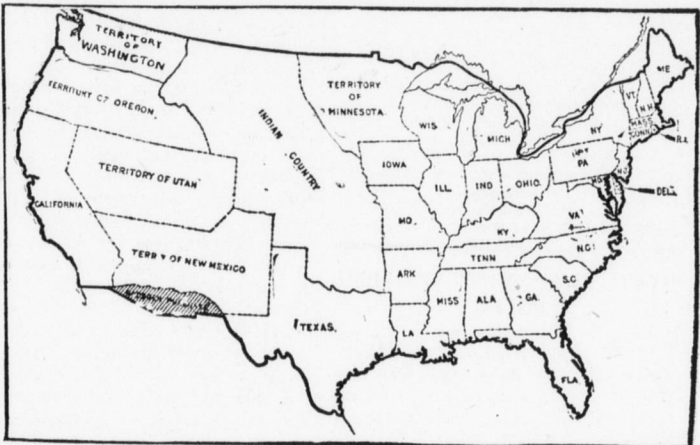 TERRITORY
OF
WASHINGTON
TERRITORY OF OREGON.
TERRITORY
OF
MINNESOTA.
INDIAN COUNTRY
ME
VT
N.H
MASS
CONN
R.I.
NY
WIS.
MICH
IOWA
PA
N.J.
ILL
IND
OHIO.
MD
DEL.
TERRITORY OF UTAH
CALIFORNIA
MO.
KY.
VA
N.C.
TENN
TERR'Y OF NEW MEXICO
ARK
S.C
MISS
ALA
GA.
TEXAS.
LA
FLA